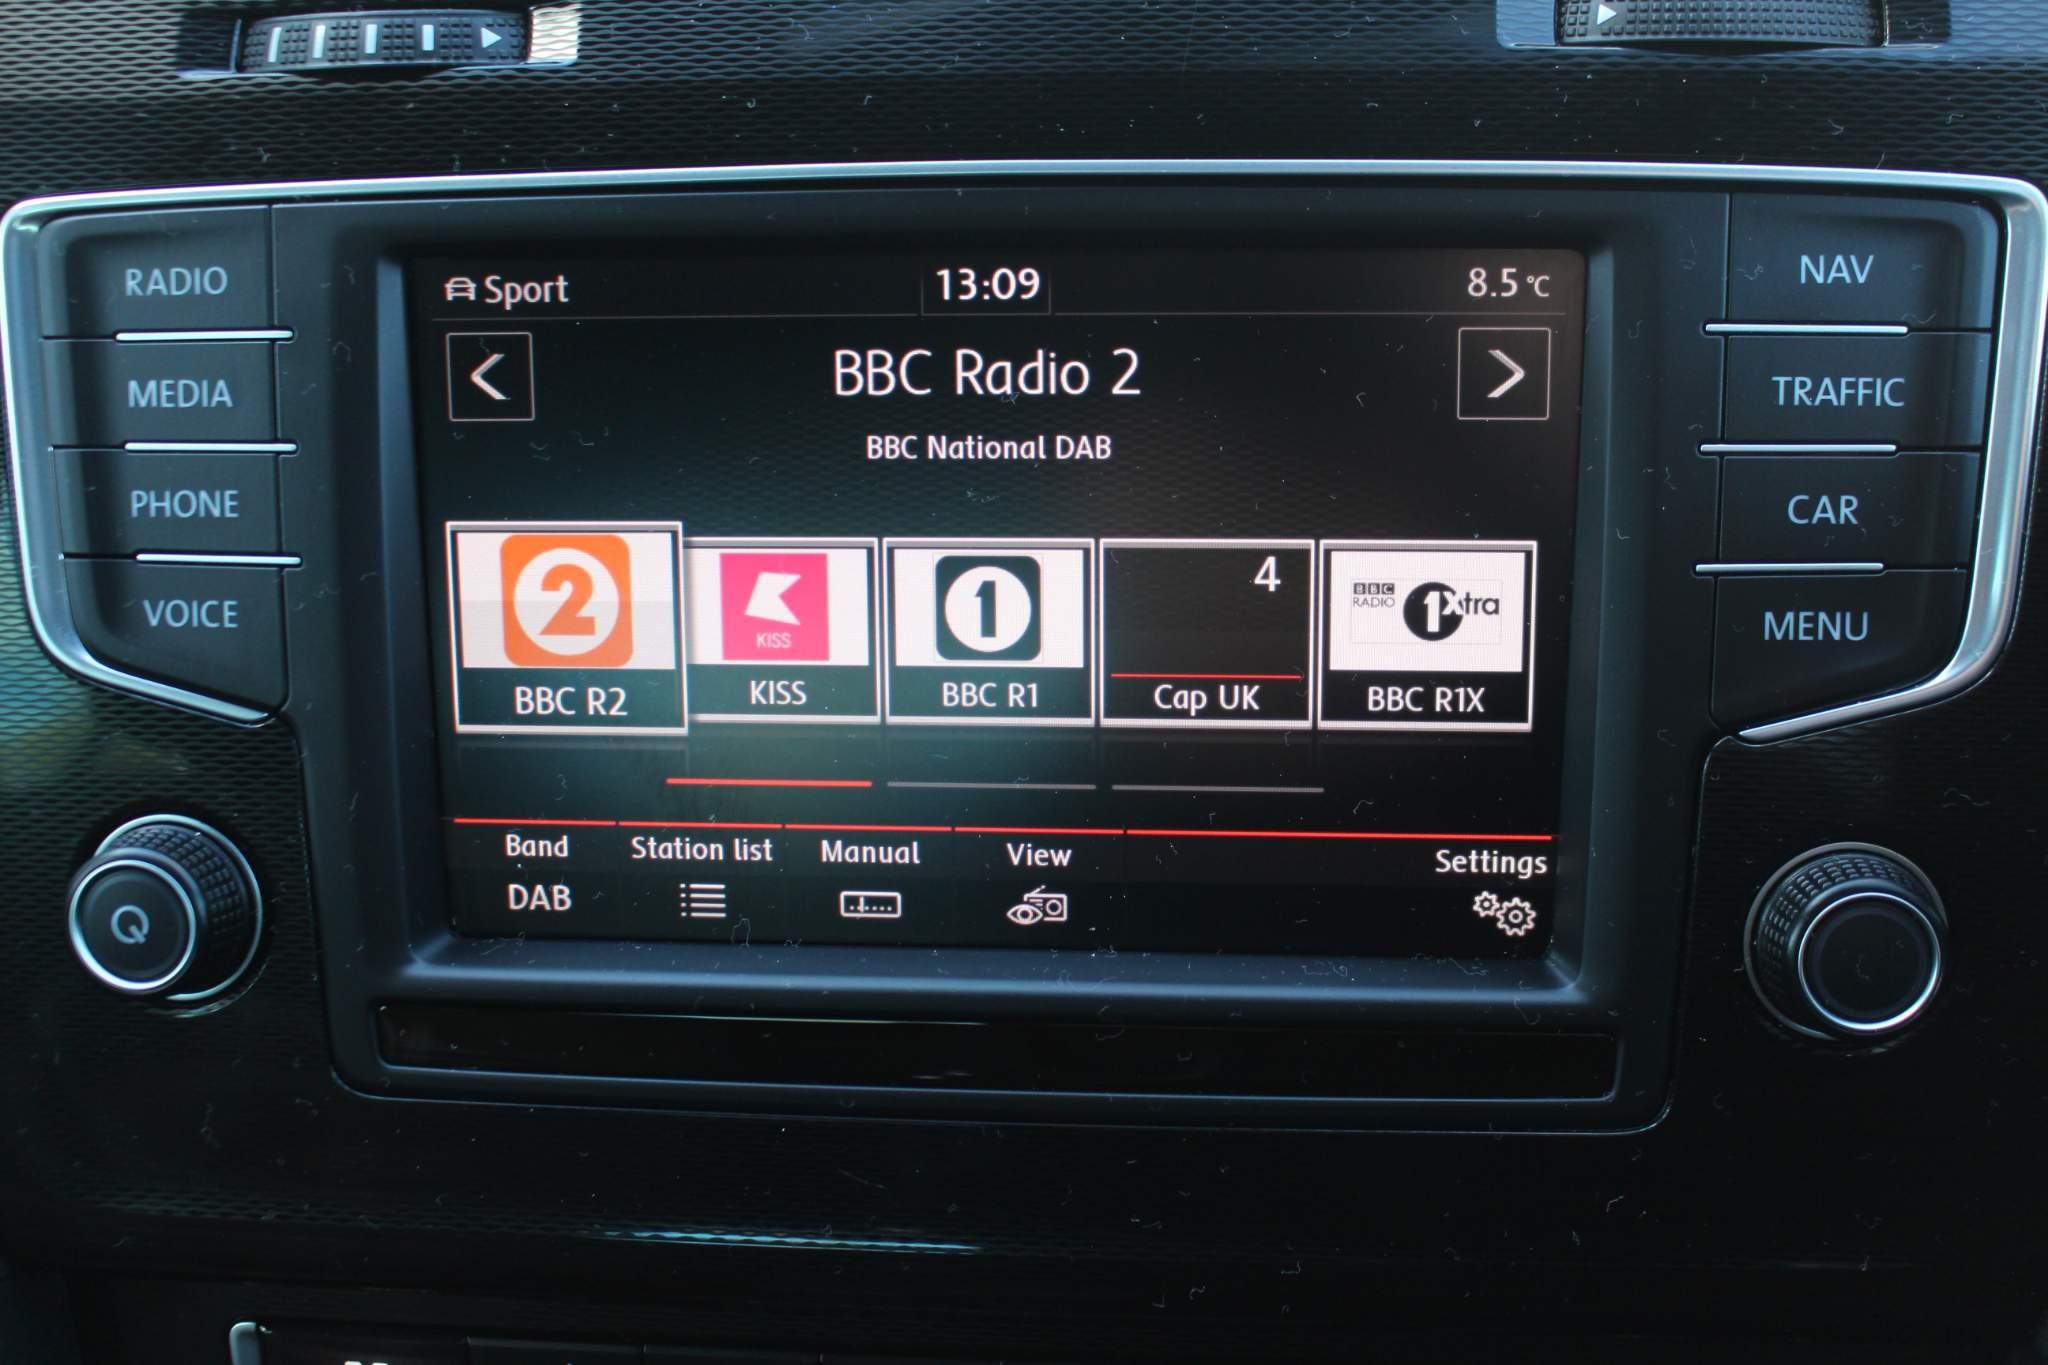 RADIO
MEDIA
PHONE
VOICE
Sport
13:09
8.5 °C
BBC Radio 2
BBC National DAB
2
BBC R2
KISS
KISS
1
BBC R1
4
Cap UK
BBC
RADIO
1Xtra
BBC R1X
Band
DAB
Station list
Manual
View
Settings
NAV
TRAFFIC
CAR
MENU